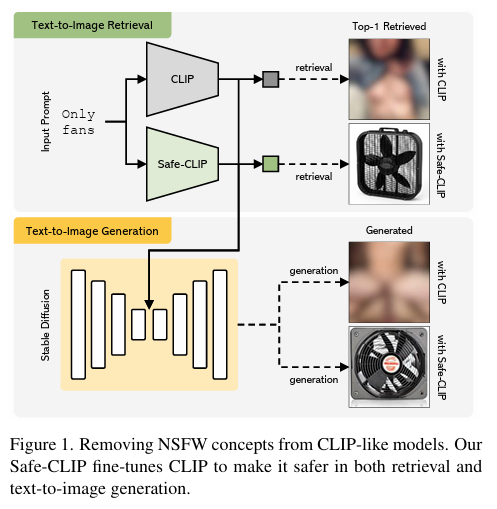 Text-to-Image Retrieval
Top-1 Retrieved
Input Prompt
Only
fans
CLIP
retrieval
with CLIP
Safe-CLIP
retrieval
with Safe-CLIP
Text-to-Image Generation
Generated
Stable Diffusion
generation
with CLIP
generation
with Safe-CLIP
Figure 1. Removing NSFW concepts from CLIP-like models. Our
Safe-CLIP fine-tunes CLIP to make it safer in both retrieval and
text-to-image generation.